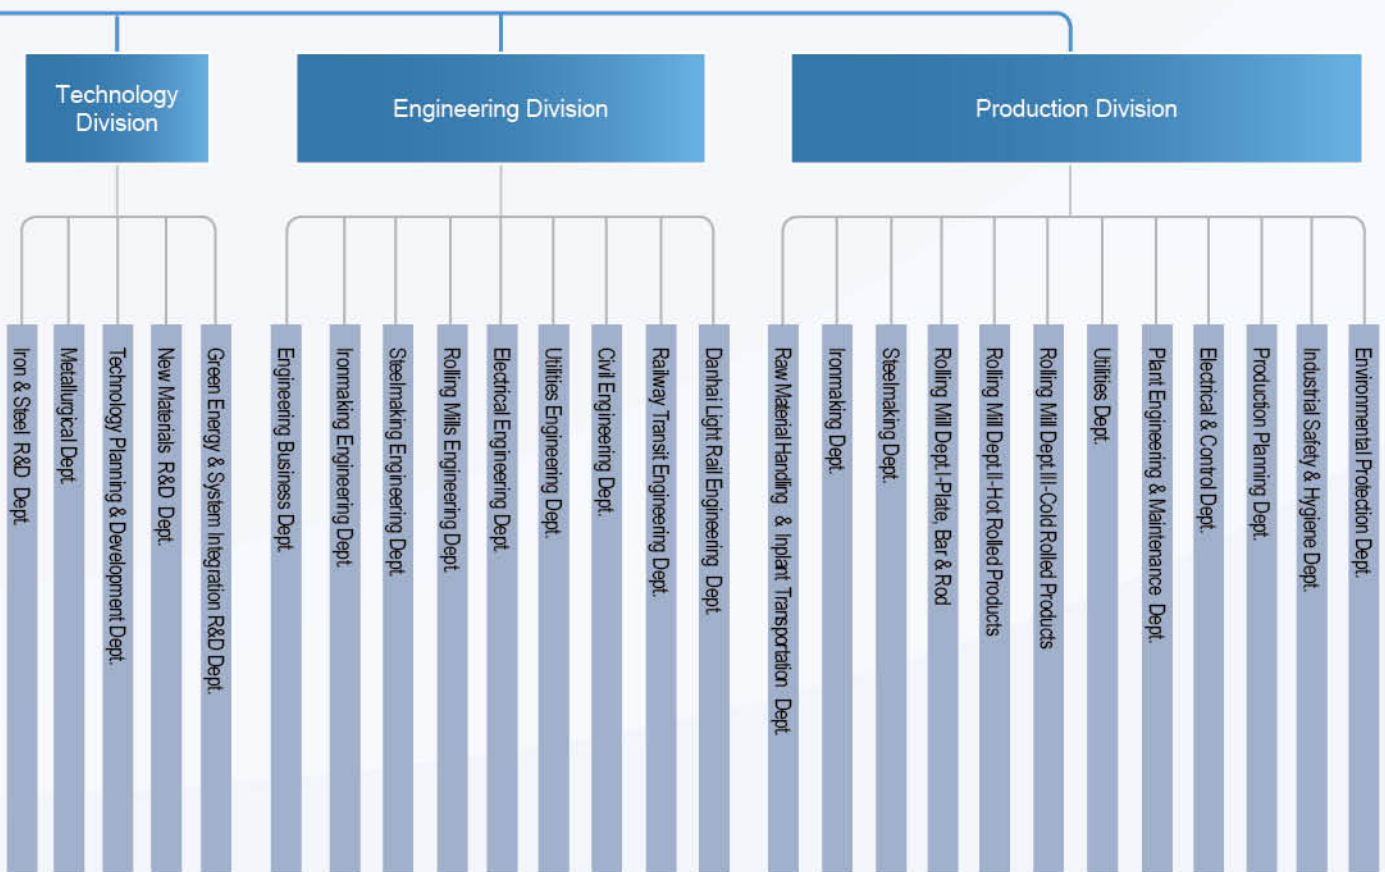 Technology
Division
Engineering Division
Production Division
Iron & Steel R&D Dept.
Metallurgical Dept.
Technology Planning & Development Dept.
New Materials R&D Dept.
Green Energy & System Integration R&D Dept.
Engineering Business Dept.
Ironmaking Engineering Dept.
Steelmaking Engineering Dept.
Rolling Mills Engineering Dept.
Electrical Engineering Dept.
Utilities Engineering Dept.
Civil Engineering Dept.
Railway Transit Engineering Dept.
Danhai Light Rail Engineering Dept.
Raw Material Handling & Inplant Transportation Dept.
Ironmaking Dept.
Steelmaking Dept.
Rolling Mill Dept I-Plate, Bar & Rod
Rolling Mill Dept II-Hot Rolled Products
Rolling Mill Dept III-Cold Rolled Products
Utilities Dept.
Plant Engineering & Maintenance Dept.
Electrical & Control Dept.
Production Planning Dept.
Industrial Safety & Hygiene Dept.
Environmental Protection Dept.